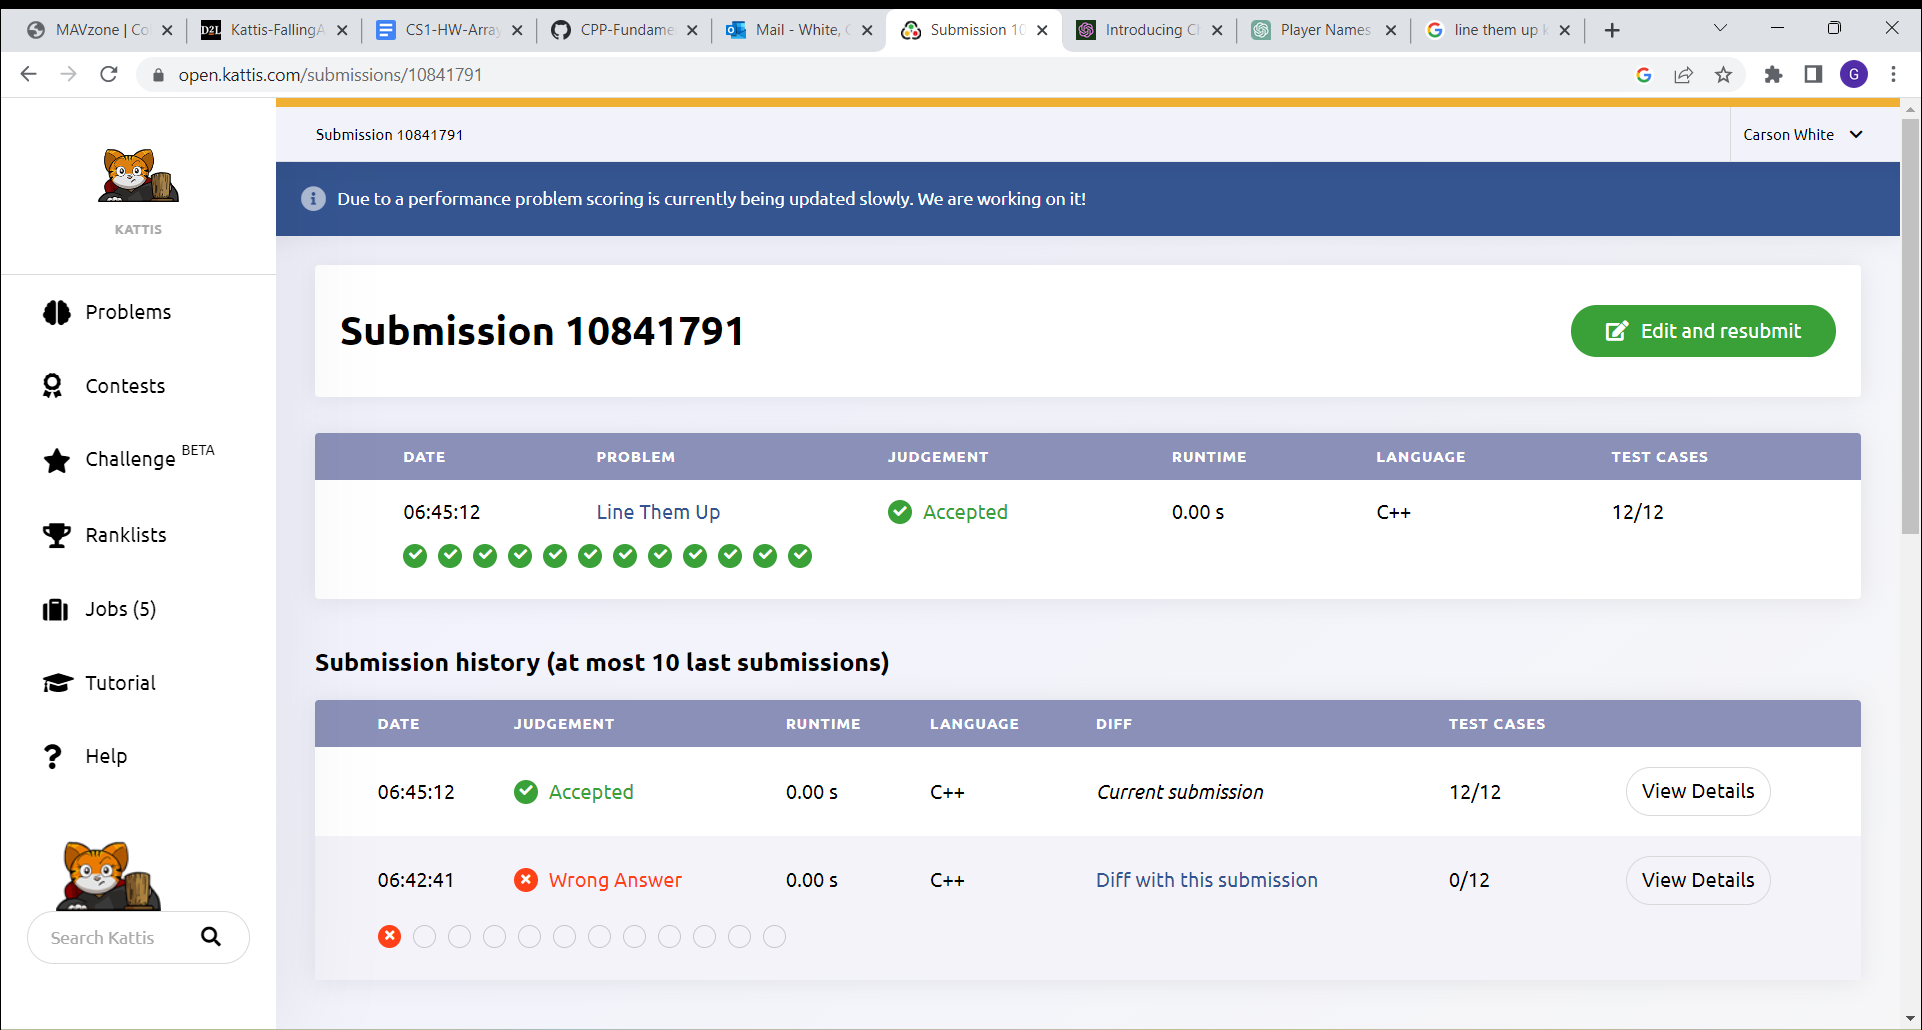 MAVzone | Co
D2L Kattis-FallingA
CS1-HW-Array
CPP-Fundame
Mail - White, C
Submission 10
Introducing Ch
Player Names
line them up k
open.kattis.com/submissions/10841791
G
Submission 10841791
Carson White
Due to a performance problem scoring is currently being updated slowly. We are working on it!
KATTIS
Problems
Contests
Challenge BETA
Ranklists
Jobs (5)
Tutorial
Help
Search Kattis
Submission 10841791
Edit and resubmit
DATE PROBLEM JUDGEMENT RUNTIME LANGUAGE TEST CASES
06:45:12 Line Them Up Accepted 0.00 s C++ 12/12
Submission history (at most 10 last submissions)
DATE JUDGEMENT RUNTIME LANGUAGE DIFF TEST CASES
06:45:12 Accepted 0.00 s C++ Current submission 12/12 View Details
06:42:41 Wrong Answer 0.00 s C++ Diff with this submission 0/12 View Details